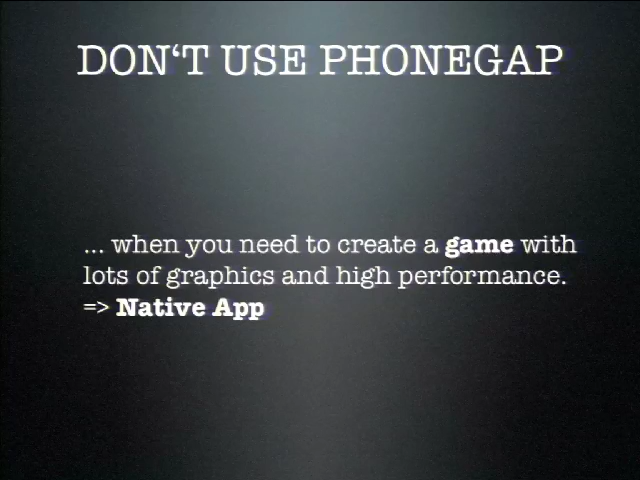 DON‘T USE PHONEGAP
... when you need to create a game with
lots of graphics and high performance.
=> Native App